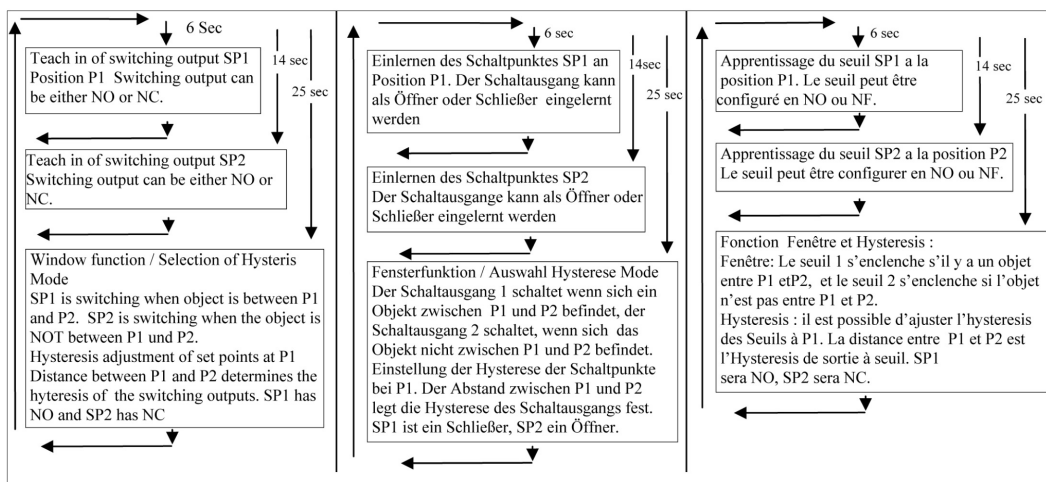 6 Sec
14 sec
25 sec
Teach in of switching output SP1
Position P1 Switching output can
be either NO or NC.
Teach in of switching output SP2
Switching output can be either NO or
NC.
Window function / Selection of Hysteris
Mode
SP1 is switching when object is between P1
and P2. SP2 is switching when the object is
NOT between P1 und P2.
Hysteresis adjustment of set points at P1
Distance between P1 and P2 determines the
hyteresis of the switching outputs. SP1 has
NO and SP2 has NC
6 sec
14sec
25 sec
Einlernen des Schaltpunktes SP1 an
Position P1. Der Schaltausgang kann
als Öffner oder Schließer eingelernt
werden
Einlernen des Schaltpunktes SP2
Der Schaltausgange kann als Öffner oder
Schließer eingelernt werden
Fensterfunktion / Auswahl Hysterese Mode
Der Schaltausgang 1 schaltet wenn sich ein
Objekt zwischen P1 und P2 befindet, der
Schaltausgang 2 schaltet, wenn sich das
Objekt nicht zwischen P1 und P2 befindet.
Einstellung der Hysterese der Schaltpunkte
bei P1. Der Abstand zwischen P1 und P2
legt die Hysterese des Schaltausgangs fest.
SP1 ist ein Schließer, SP2 ein Öffner.
6 sec
14 sec
25 sec
Apprentissage du seuil SP1 a la
position P1. Le seuil peut être
configuré en NO ou NF.
Apprentissage du seuil SP2 a la position P2
Le seuil peut être configurer en NO ou NF.
Fonction Fenêtre et Hysteresis :
Fenêtre: Le seuil 1 s'enclenche s'il y a un objet
entre P1 etP2, et le seuil 2 s'enclenche si l'objet
n'est pas entre P1 et P2.
Hysteresis : il est possible d'ajuster l'hysteresis
des Seuils à P1. La distance entre P1 et P2 est
l'Hysteresis de sortie à seuil. SP1
sera NO, SP2 sera NC.